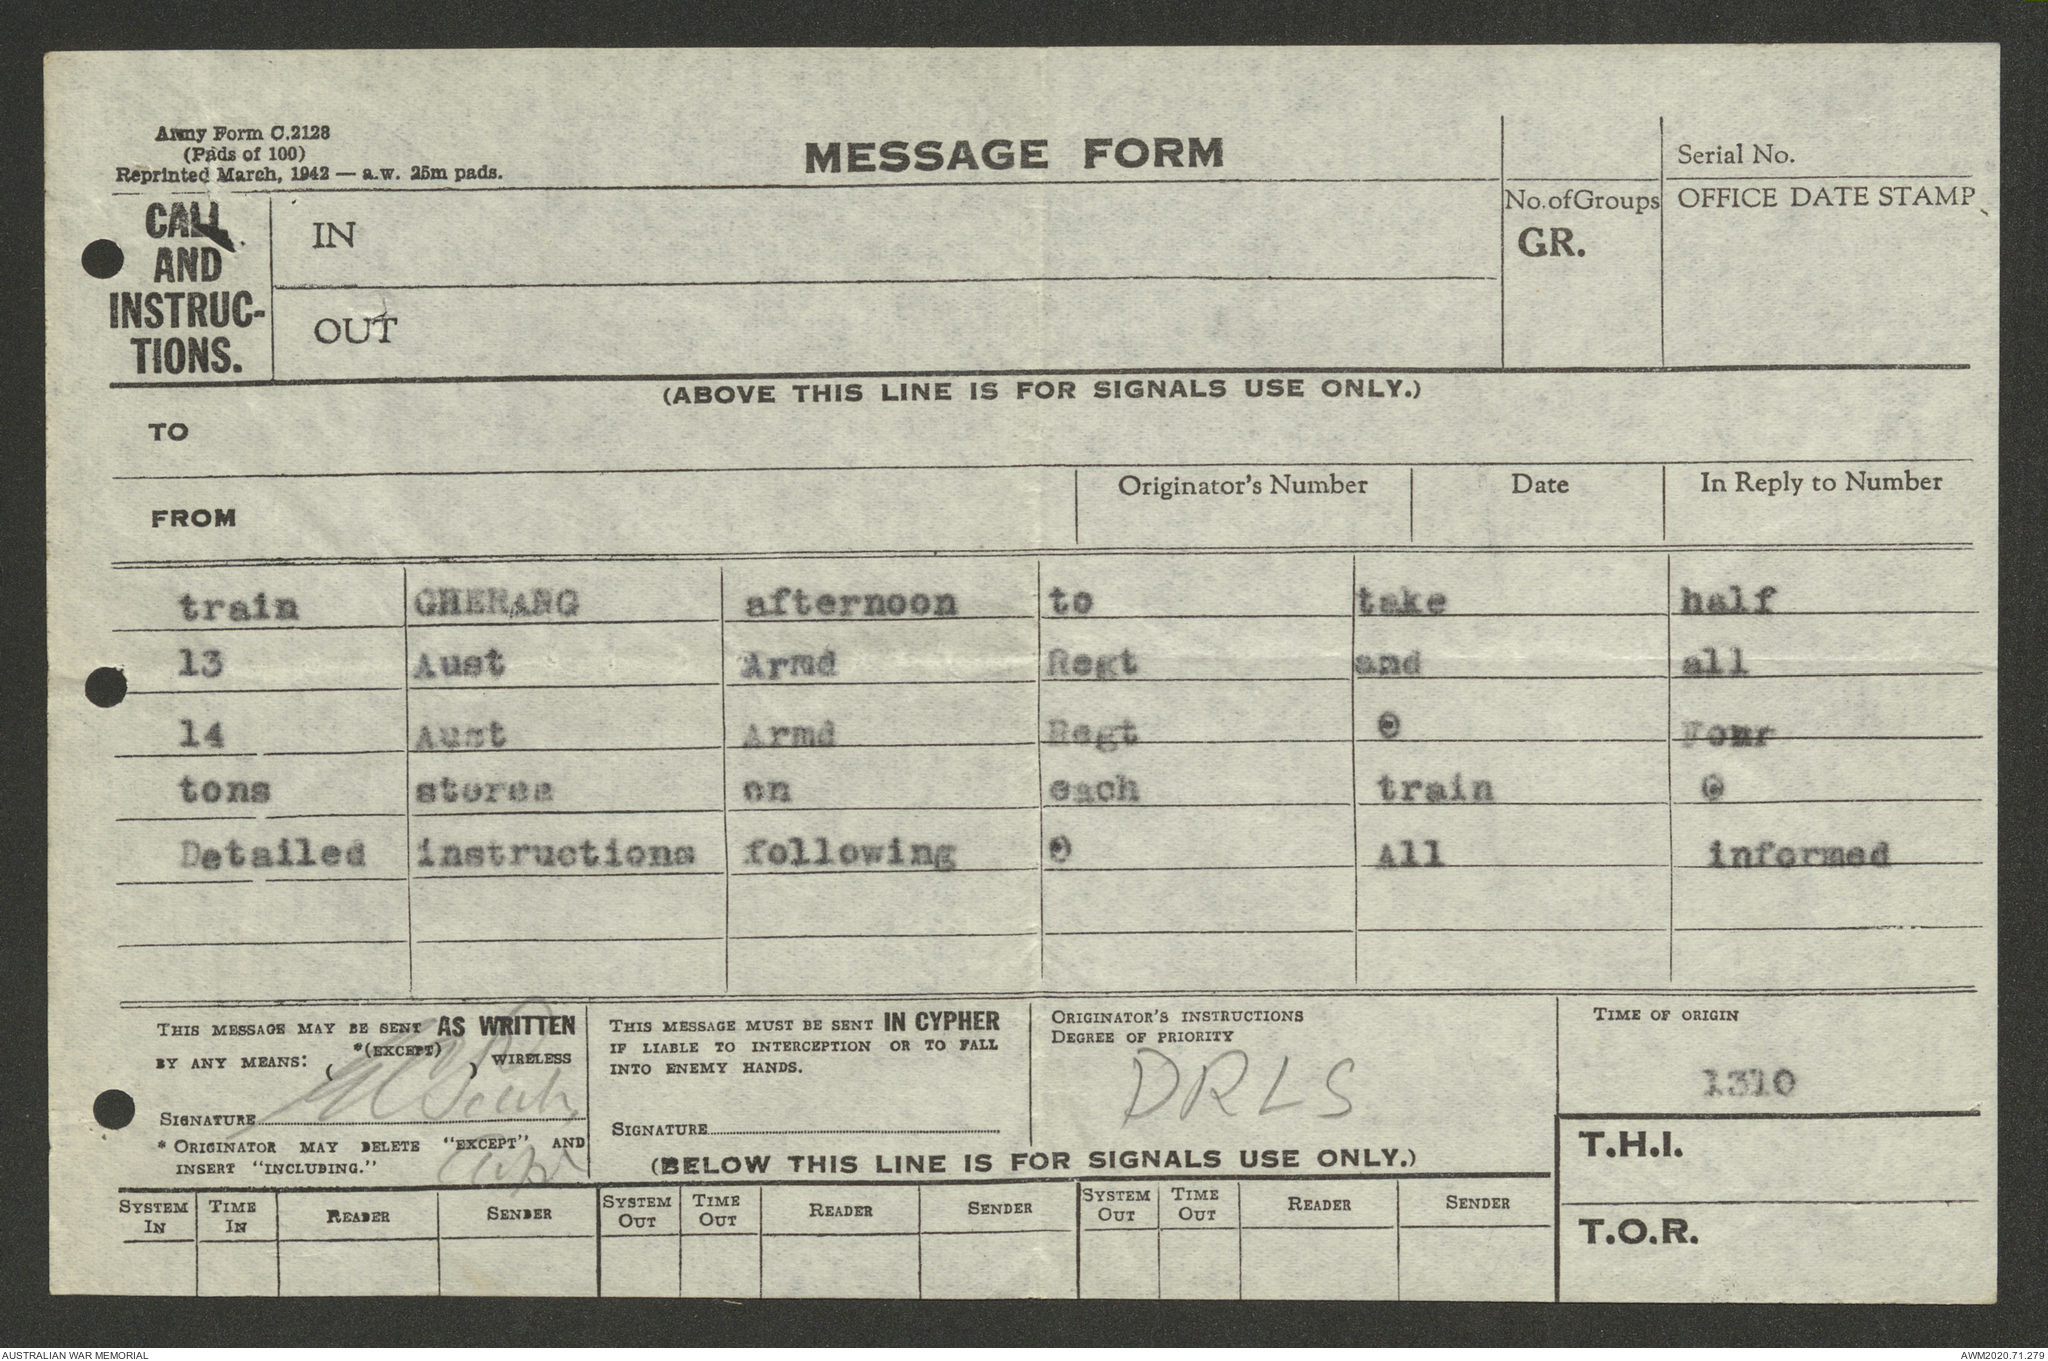 Army Form C.2128
(Pads of 100)
Reprinted March, 1942 — a.w. 25m pads.
MESSAGE FORM
Serial No.
CALL
AND
INSTRUC-
TIONS.
IN
OUT
No. of Groups
GR.
OFFICE DATE STAMP
(ABOVE THIS LINE IS FOR SIGNALS USE ONLY.)
TO
FROM
Originator's Number
Date
In Reply to Number
train GHERANG afternoon to take half
13 Aust Armd Regt and all
14 Aust Armd Regt Four
tons stores on each train
Detailed instructions following All informed
THIS MESSAGE MAY BE SENT AS WRITTEN
BY ANY MEANS: ( *(EXCEPT) ) WIRELESS
SIGNATURE
Capt
* ORIGINATOR MAY DELETE "EXCEPT" AND
INSERT "INCLUDING."
THIS MESSAGE MUST BE SENT IN CYPHER
IF LIABLE TO INTERCEPTION OR TO FALL
INTO ENEMY HANDS.
SIGNATURE
ORIGINATOR'S INSTRUCTIONS
DEGREE OF PRIORITY
DRLS
TIME OF ORIGIN
1310
T.H.I.
T.O.R.
(BELOW THIS LINE IS FOR SIGNALS USE ONLY.)
SYSTEM IN TIME IN READER SENDER SYSTEM OUT TIME OUT READER SENDER SYSTEM OUT TIME OUT READER SENDER
AUSTRALIAN WAR MEMORIAL
AWM2020.71.279